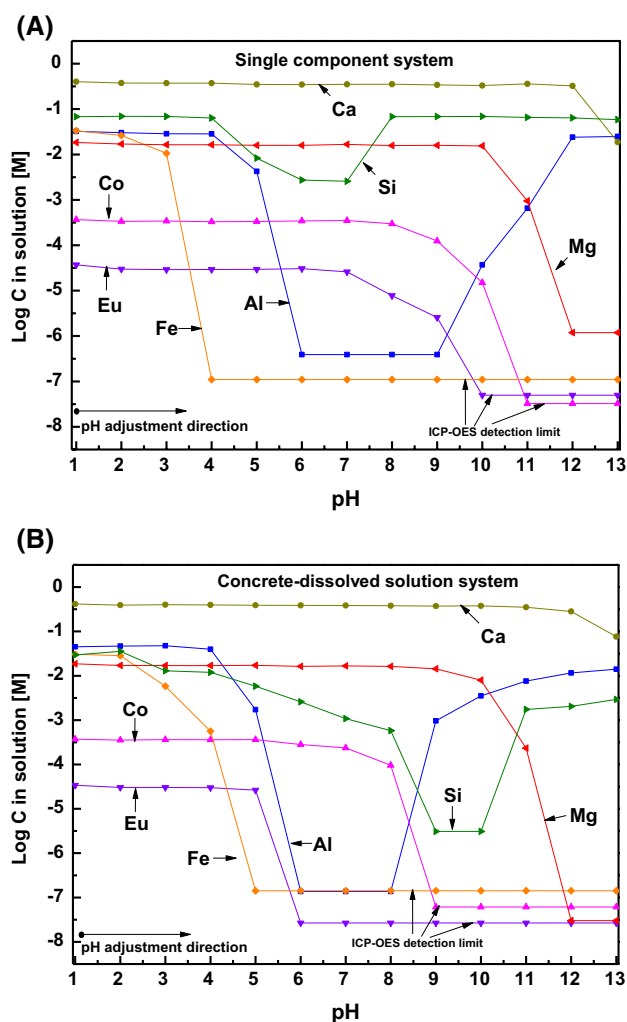 (A)
Single component system
Log C in solution [M]
0
-1
-2
-3
-4
-5
-6
-7
-8
Ca
Si
Co
Mg
Eu
Al
Fe
ICP-OES detection limit
pH adjustment direction
1 2 3 4 5 6 7 8 9 10 11 12 13
pH
(B)
Concrete-dissolved solution system
Log C in solution [M]
0
-1
-2
-3
-4
-5
-6
-7
-8
Ca
Co
Eu
Si
Mg
Fe
Al
ICP-OES detection limit
pH adjustment direction
1 2 3 4 5 6 7 8 9 10 11 12 13
pH